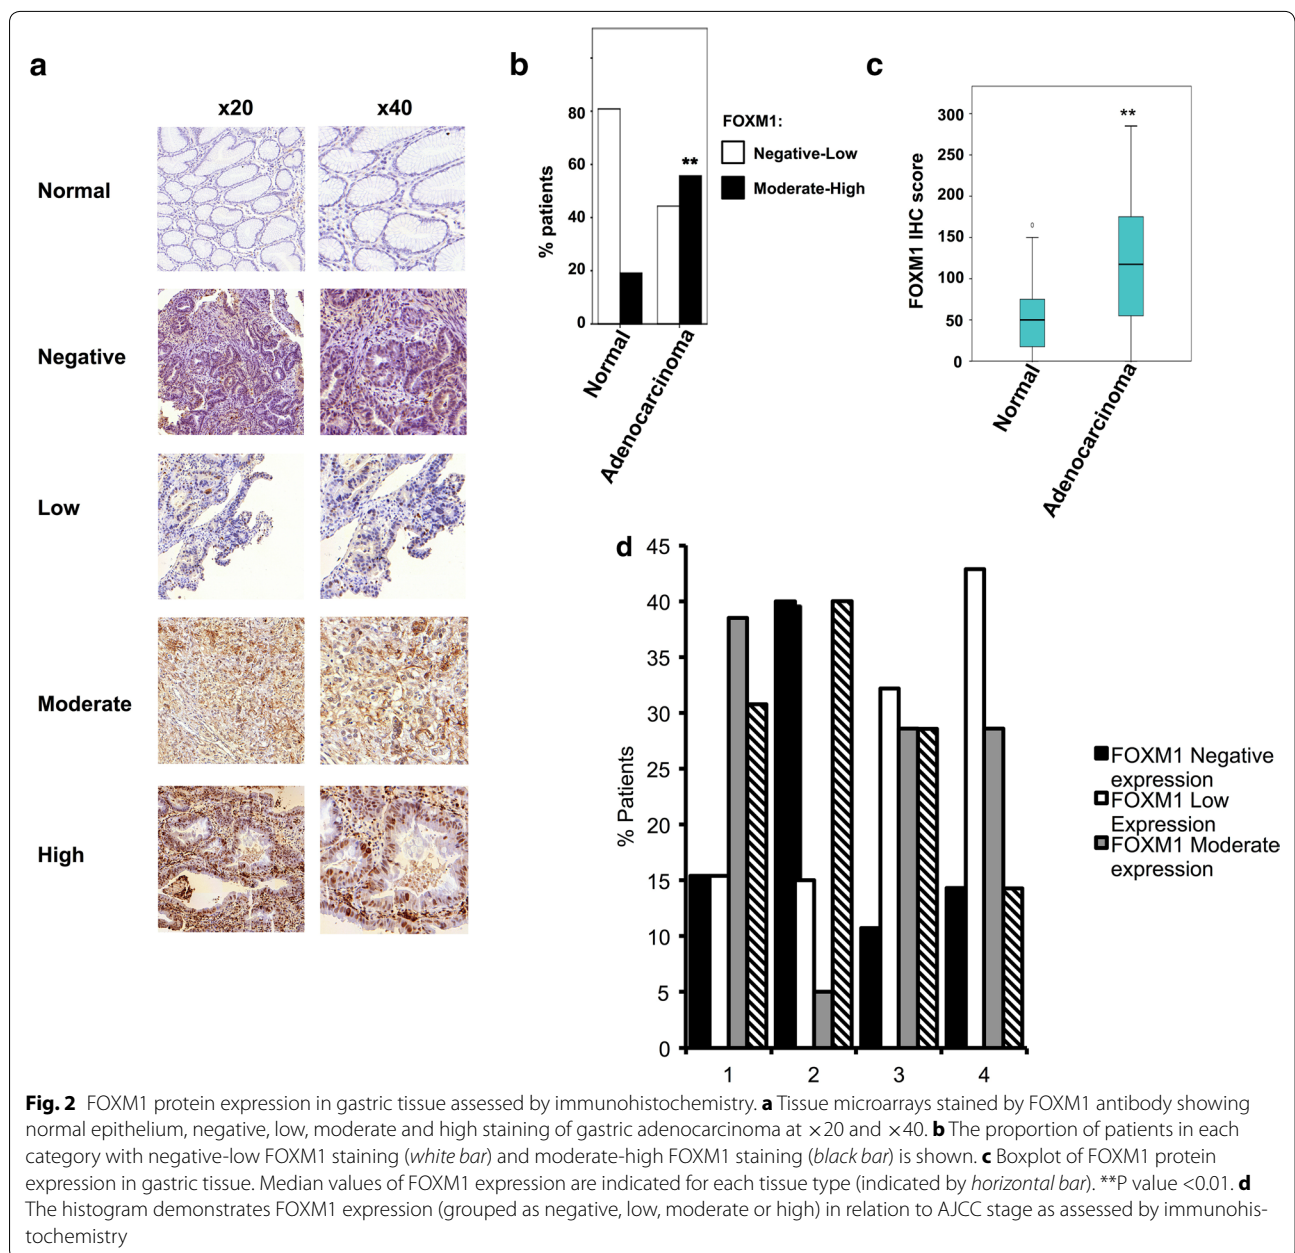 a
x20
x40
Normal
Negative
Low
Moderate
High
b
80
60
40
20
0
% patients
**
Normal
Adenocarcinoma
FOXM1:
Negative-Low
Moderate-High
c
300
250
200
150
100
50
0
FOXM1 IHC score
**
Normal
Adenocarcinoma
d
45
40
35
30
25
20
15
10
5
0
% Patients
1
2
3
4
FOXM1 Negative
expression
FOXM1 Low
Expression
FOXM1 Moderate
expression
Fig. 2 FOXM1 protein expression in gastric tissue assessed by immunohistochemistry. a Tissue microarrays stained by FOXM1 antibody showing
normal epithelium, negative, low, moderate and high staining of gastric adenocarcinoma at ×20 and ×40. b The proportion of patients in each
category with negative-low FOXM1 staining (white bar) and moderate-high FOXM1 staining (black bar) is shown. c Boxplot of FOXM1 protein
expression in gastric tissue. Median values of FOXM1 expression are indicated for each tissue type (indicated by horizontal bar). **P value <0.01. d
The histogram demonstrates FOXM1 expression (grouped as negative, low, moderate or high) in relation to AJCC stage as assessed by immunohis-
tochemistry